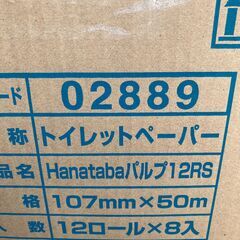 ード 02889
称 トイレットペーパー
品名 Hanatabaパルプ12RS
格 107mm×50m
人数 12ロール×8入